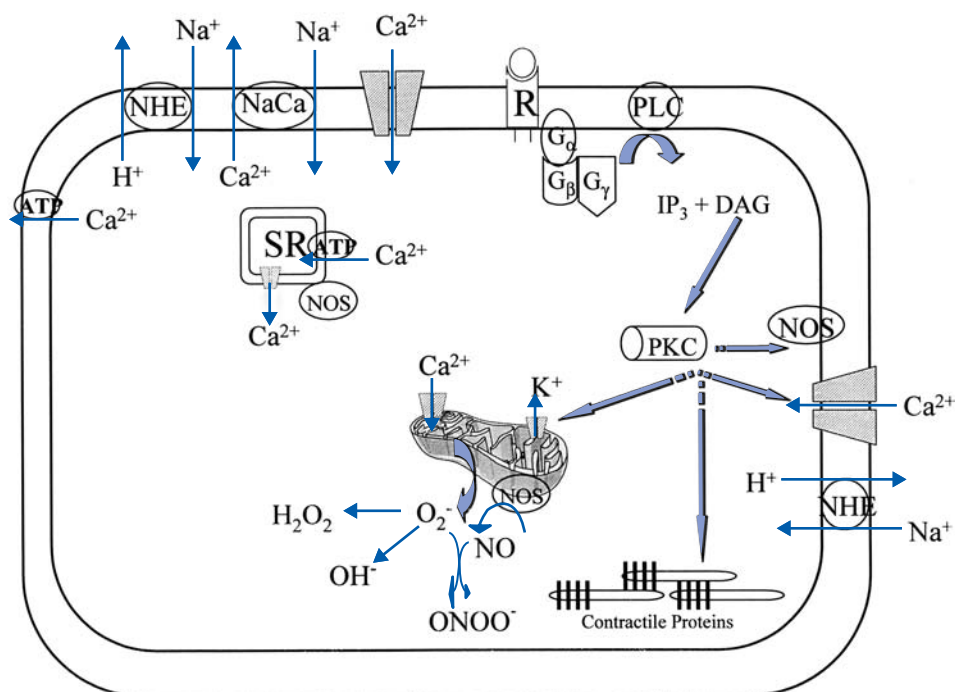 Na⁺
Na⁺
Ca²⁺
NHE
NaCa
R
PLC
Gα
Gβ
Gγ
H⁺
Ca²⁺
ATP
Ca²⁺
IP₃ + DAG
SR
ATP
Ca²⁺
NOS
Ca²⁺
NOS
PKC
Ca²⁺
K⁺
Ca²⁺
H⁺
NHE
Na⁺
NOS
H₂O₂
O₂⁻
NO
OH⁻
ONOO⁻
Contractile Proteins